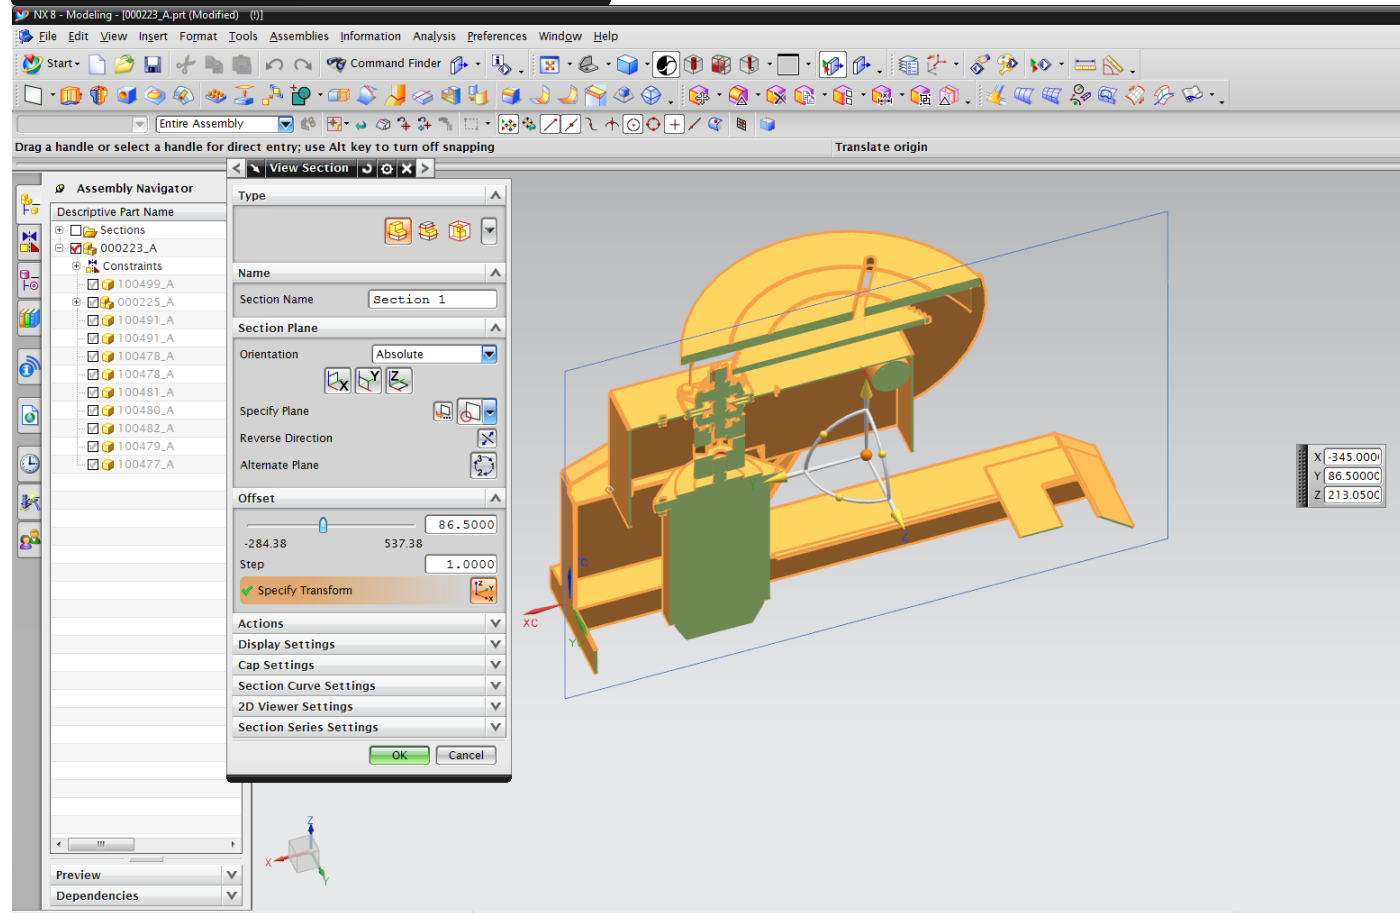 NX 8 - Modeling - [000223_A.prt (Modified)   (!)]
File Edit View Insert Format Tools Assemblies Information Analysis Preferences Window Help
Start Command Finder
Entire Assembly
Drag a handle or select a handle for direct entry; use Alt key to turn off snapping
Translate origin
View Section
Assembly Navigator
Descriptive Part Name
Sections
000223_A
Constraints
100499_A
000225_A
100491_A
100491_A
100478_A
100478_A
100481_A
100480_A
100482_A
100479_A
100477_A
Preview
Dependencies
Type
Name
Section Name Section 1
Section Plane
Orientation Absolute
X Y Z
Specify Plane
Reverse Direction
Alternate Plane
Offset
86.5000
-284.38 537.38
Step 1.0000
Specify Transform
Actions
Display Settings
Cap Settings
Section Curve Settings
2D Viewer Settings
Section Series Settings
OK Cancel
X -345.000
Y 86.5000
Z 213.0500
Z
XC
Z
X
Y